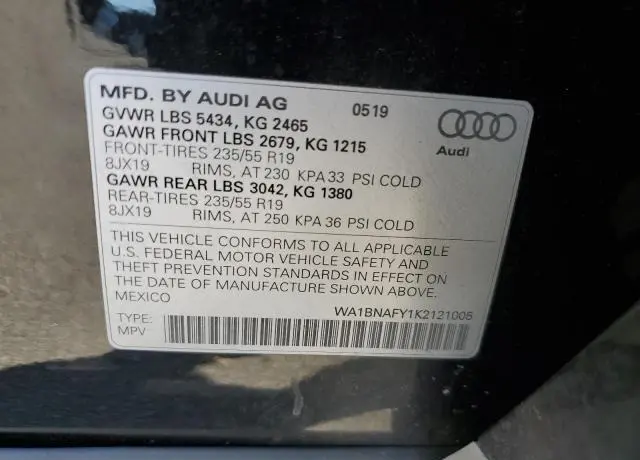 MFD. BY AUDI AG 0519
GVWR LBS 5434, KG 2465
GAWR FRONT LBS 2679, KG 1215
FRONT-TIRES 235/55 R19
8JX19 RIMS, AT 230 KPA 33 PSI COLD
GAWR REAR LBS 3042, KG 1380
REAR-TIRES 235/55 R19
8JX19 RIMS, AT 250 KPA 36 PSI COLD
Audi
THIS VEHICLE CONFORMS TO ALL APPLICABLE
U.S. FEDERAL MOTOR VEHICLE SAFETY AND
THEFT PREVENTION STANDARDS IN EFFECT ON
THE DATE OF MANUFACTURE SHOWN ABOVE.
MEXICO
WA1BNAFY1K2121005
TYPE:
MPV